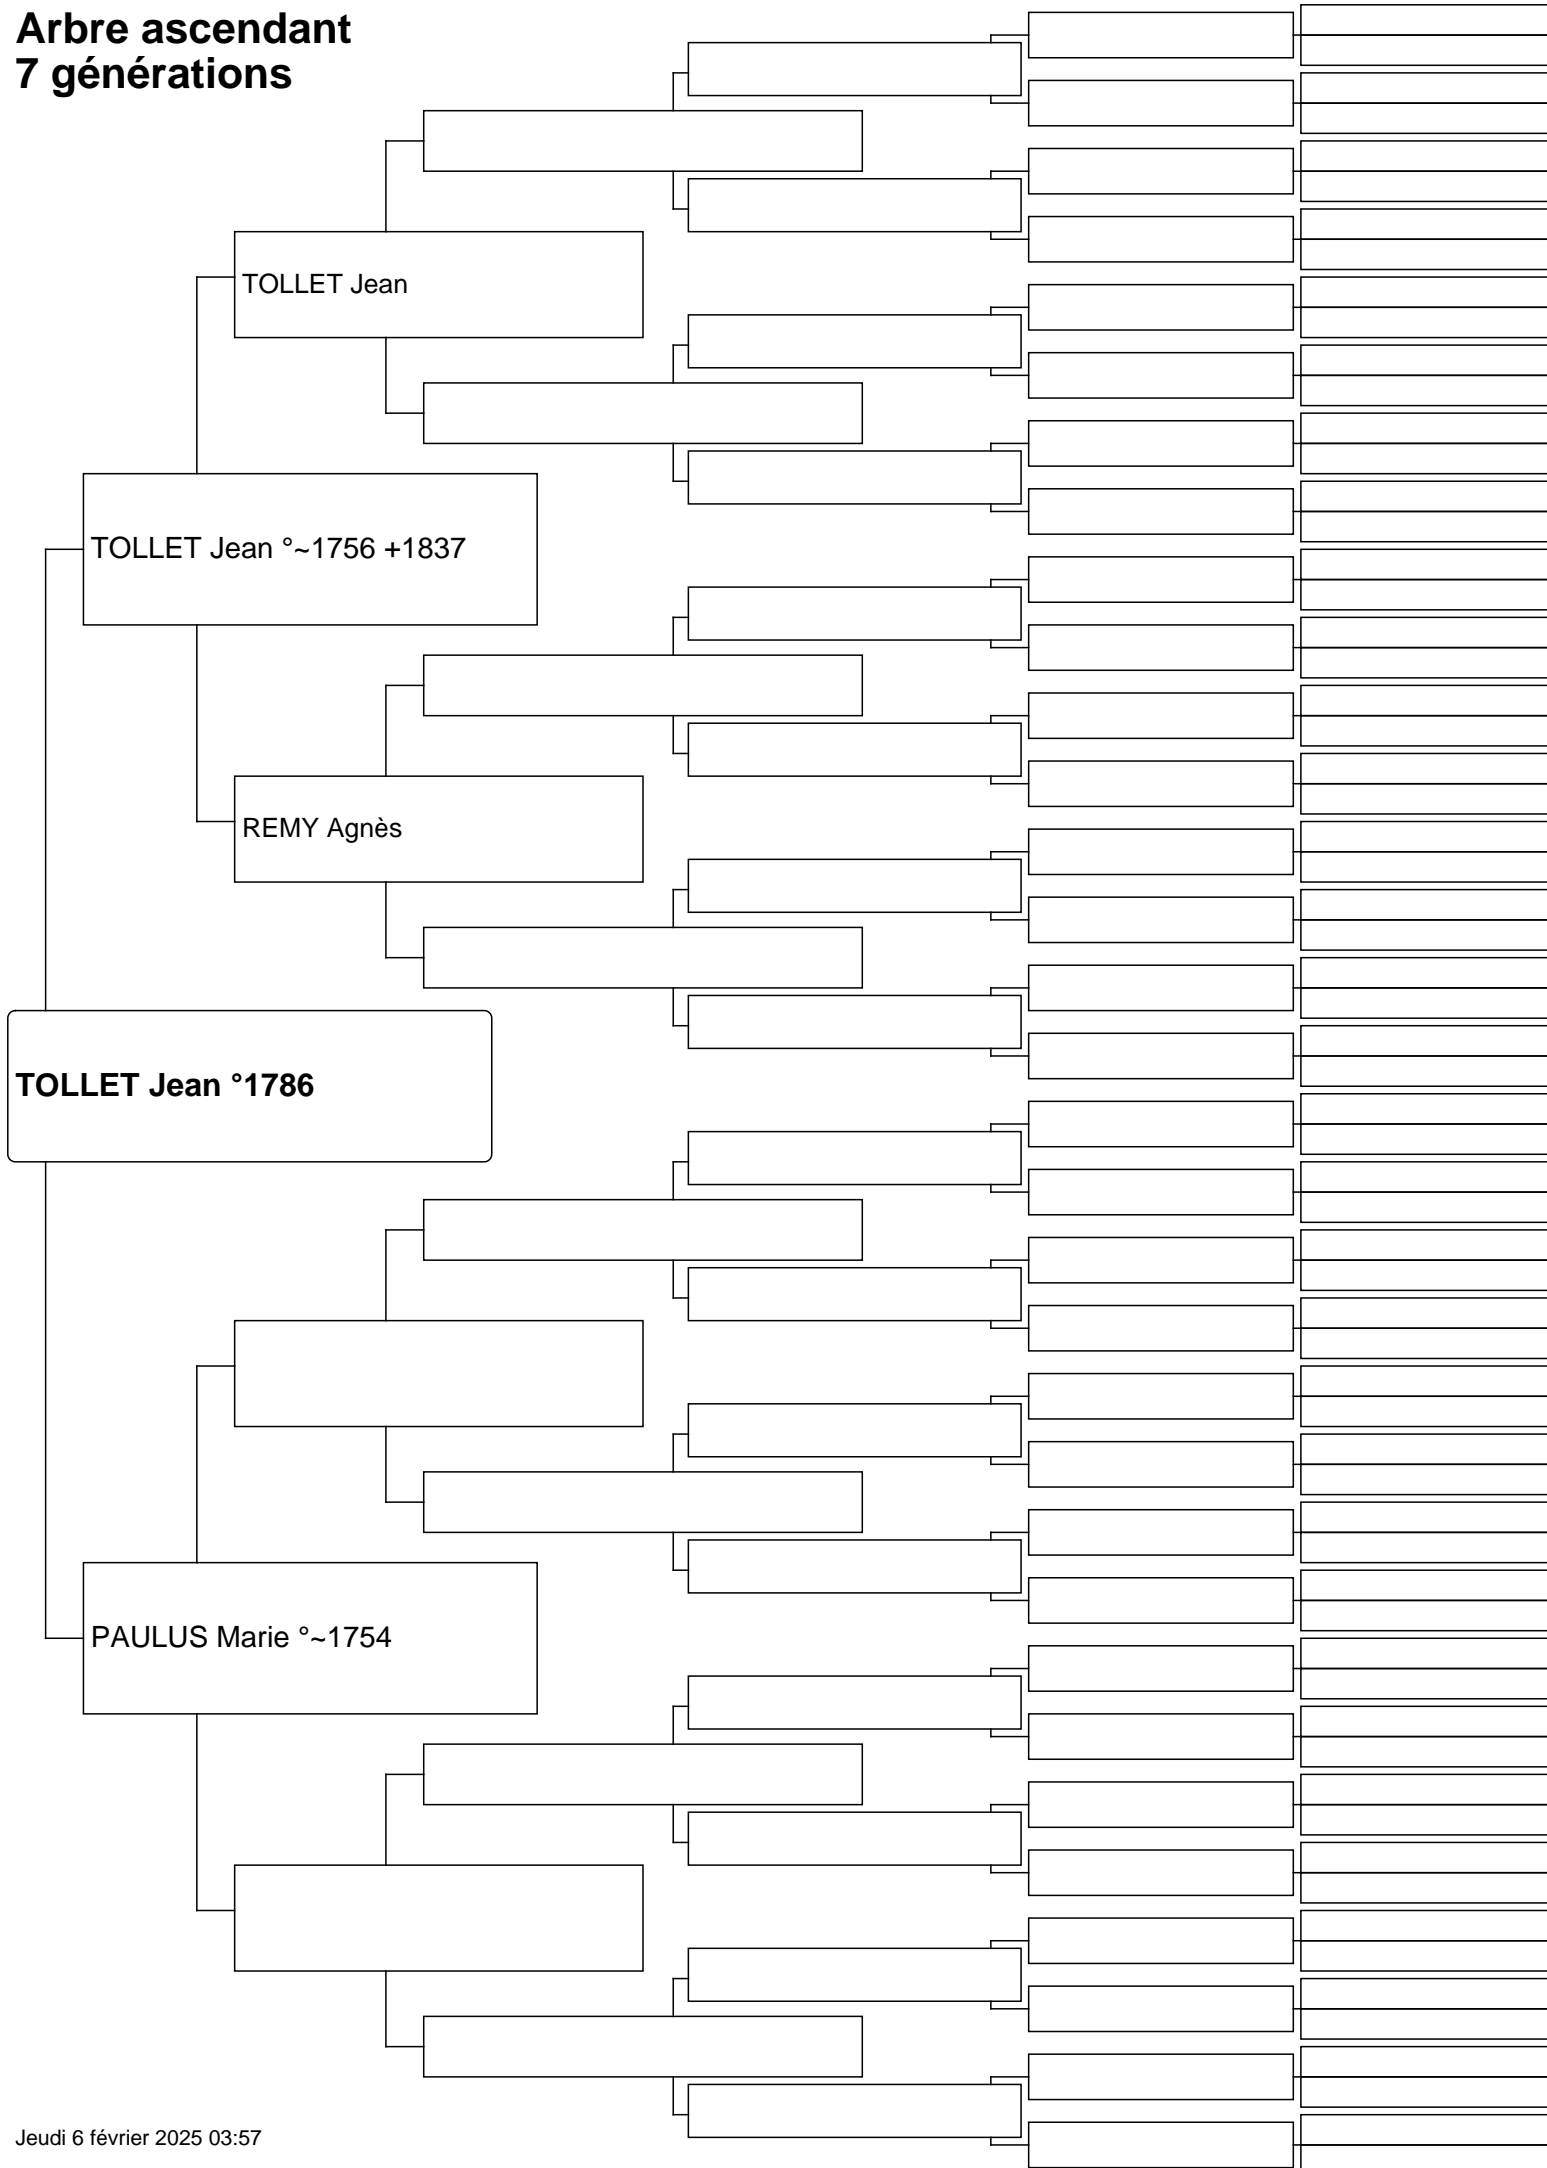 Arbre ascendant
7 générations
TOLLET Jean
TOLLET Jean °~1756 +1837
REMY Agnès
TOLLET Jean °1786
PAULUS Marie °~1754
Jeudi 6 février 2025 03:57